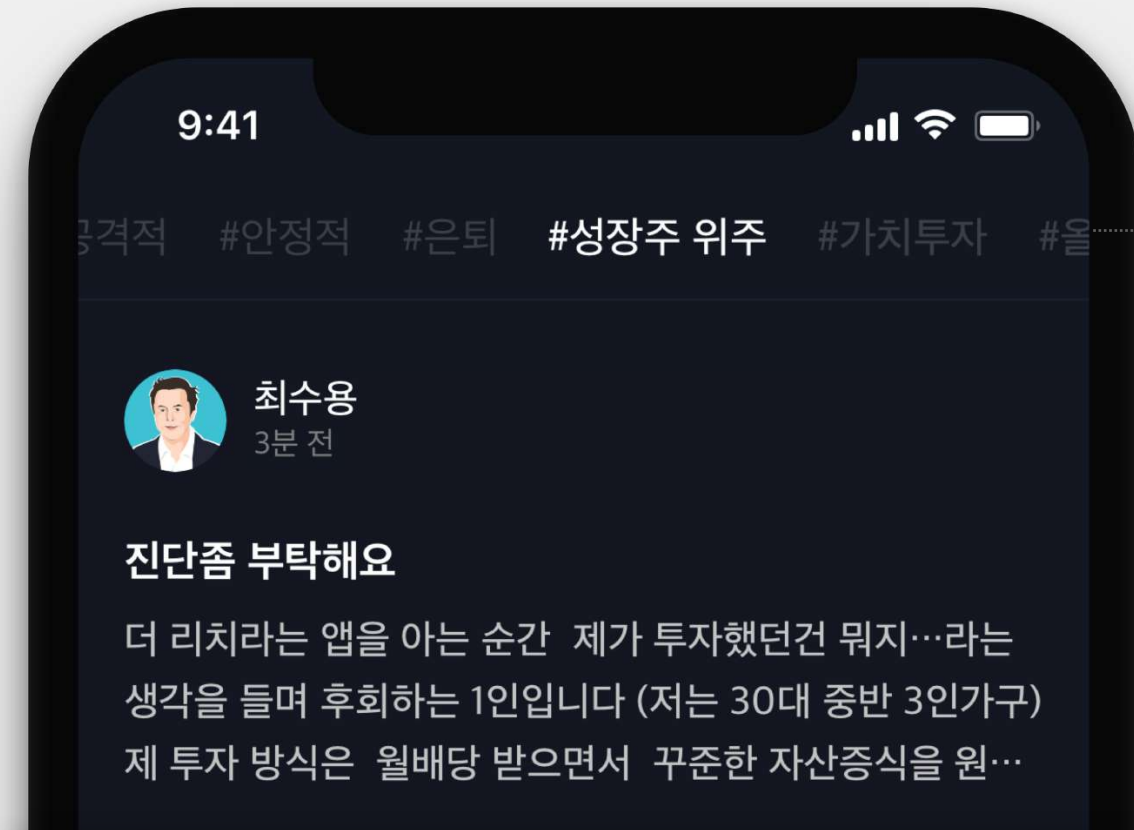 9:41
공격적 #안정적 #은퇴 #성장주 위주 #가치투자 #올
최수용
3분 전
진단좀 부탁해요
더 리치라는 앱을 아는 순간 제가 투자했던건 뭐지…라는
생각을 들며 후회하는 1인입니다 (저는 30대 중반 3인가구)
제 투자 방식은 월배당 받으면서 꾸준한 자산증식을 원…